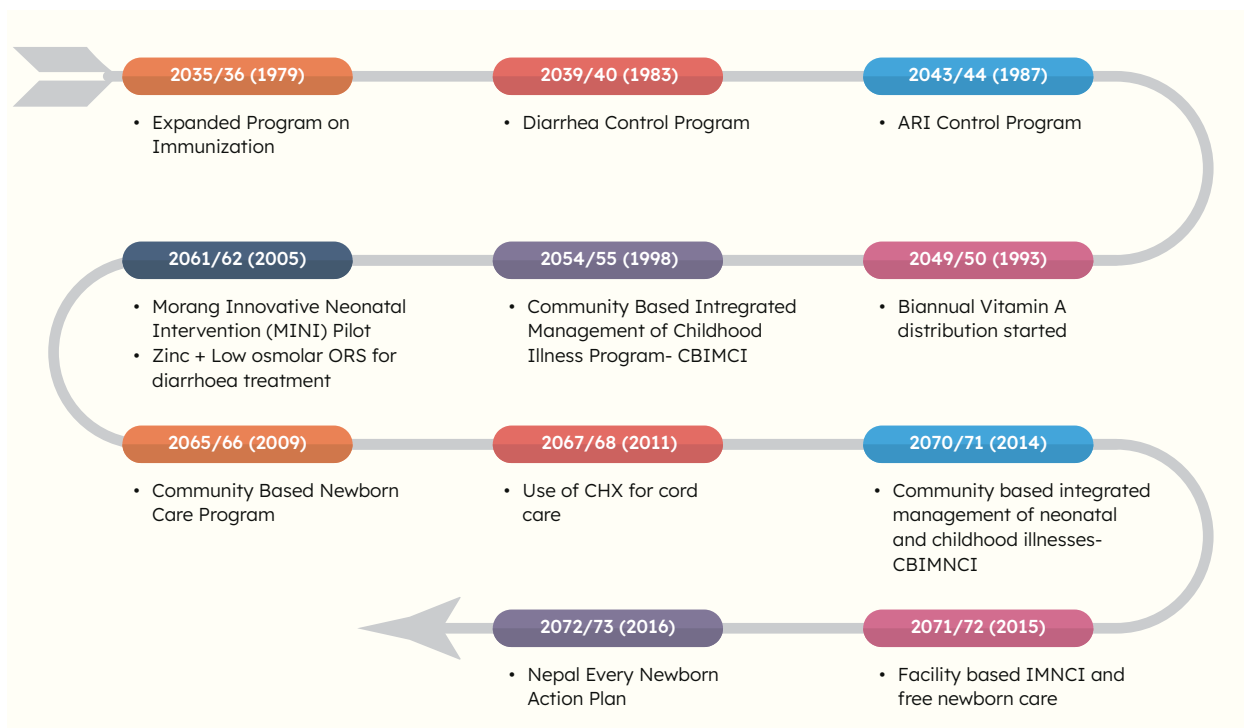 2035/36 (1979)
• Expanded Program on
Immunization
2039/40 (1983)
• Diarrhea Control Program
2043/44 (1987)
• ARI Control Program
2049/50 (1993)
• Biannual Vitamin A
distribution started
2054/55 (1998)
• Community Based Intregrated
Management of Childhood
Illness Program- CBIMCI
2061/62 (2005)
• Morang Innovative Neonatal
Intervention (MINI) Pilot
• Zinc + Low osmolar ORS for
diarrhoea treatment
2065/66 (2009)
• Community Based Newborn
Care Program
2067/68 (2011)
• Use of CHX for cord
care
2070/71 (2014)
• Community based integrated
management of neonatal
and childhood illnesses-
CBIMNCI
2071/72 (2015)
• Facility based IMNCI and
free newborn care
2072/73 (2016)
• Nepal Every Newborn
Action Plan